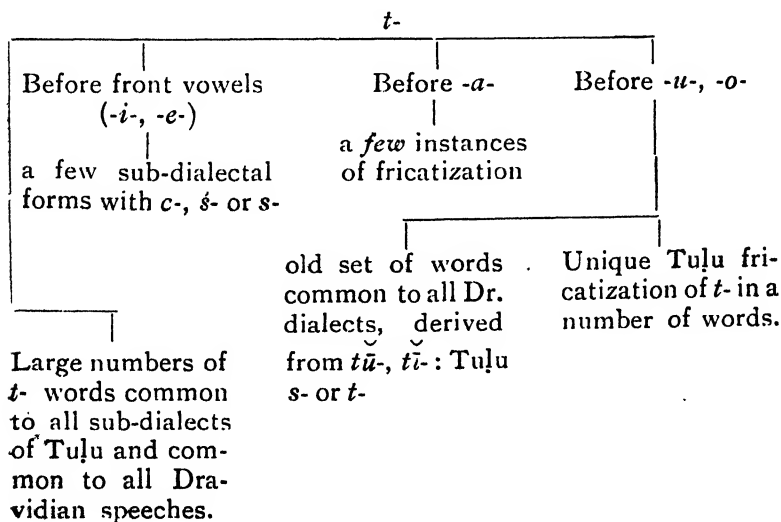 t-
Before front vowels
(-i-, -e-)
a few sub-dialectal
forms with c-, ś- or s-
Before -a-
a few instances
of fricatization
Before -u-, -o-
old set of words
common to all Dr.
dialects, derived
from tū̆-, tī̆- : Tuḷu
s- or t-
Unique Tuḷu fri-
catization of t- in a
number of words.
Large numbers of
t- words common
to all sub-dialects
of Tuḷu and com-
mon to all Dra-
vidian speeches.